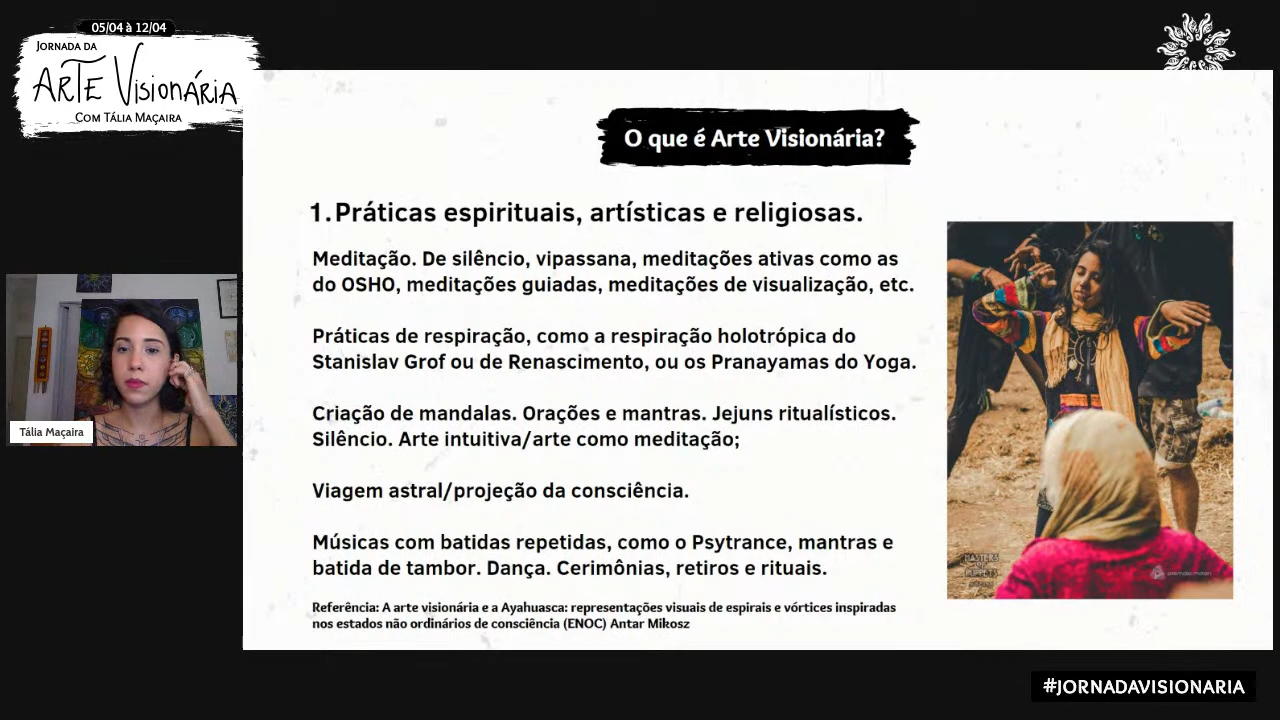 05/04 à 12/04
JORNADA DA
ARTE VISIONÁRIA
COM TÁLIA MAÇAIRA
O que é Arte Visionária?
1.Práticas espirituais, artísticas e religiosas.
Meditação. De silêncio, vipassana, meditações ativas como as
do OSHO, meditações guiadas, meditações de visualização, etc.
Práticas de respiração, como a respiração holotrópica do
Stanislav Grof ou de Renascimento, ou os Pranayamas do Yoga.
Criação de mandalas. Orações e mantras. Jejuns ritualísticos.
Silêncio. Arte intuitiva/arte como meditação;
Viagem astral/projeção da consciência.
Músicas com batidas repetidas, como o Psytrance, mantras e
batida de tambor. Dança. Cerimônias, retiros e rituais.
Referência: A arte visionária e a Ayahuasca: representações visuais de espirais e vórtices inspiradas
nos estados não ordinários de consciência (ENOC) Antar Mikosz
Tália Maçaira
MASTERS
OF
PUPPETS
#JORNADAVISIONARIA